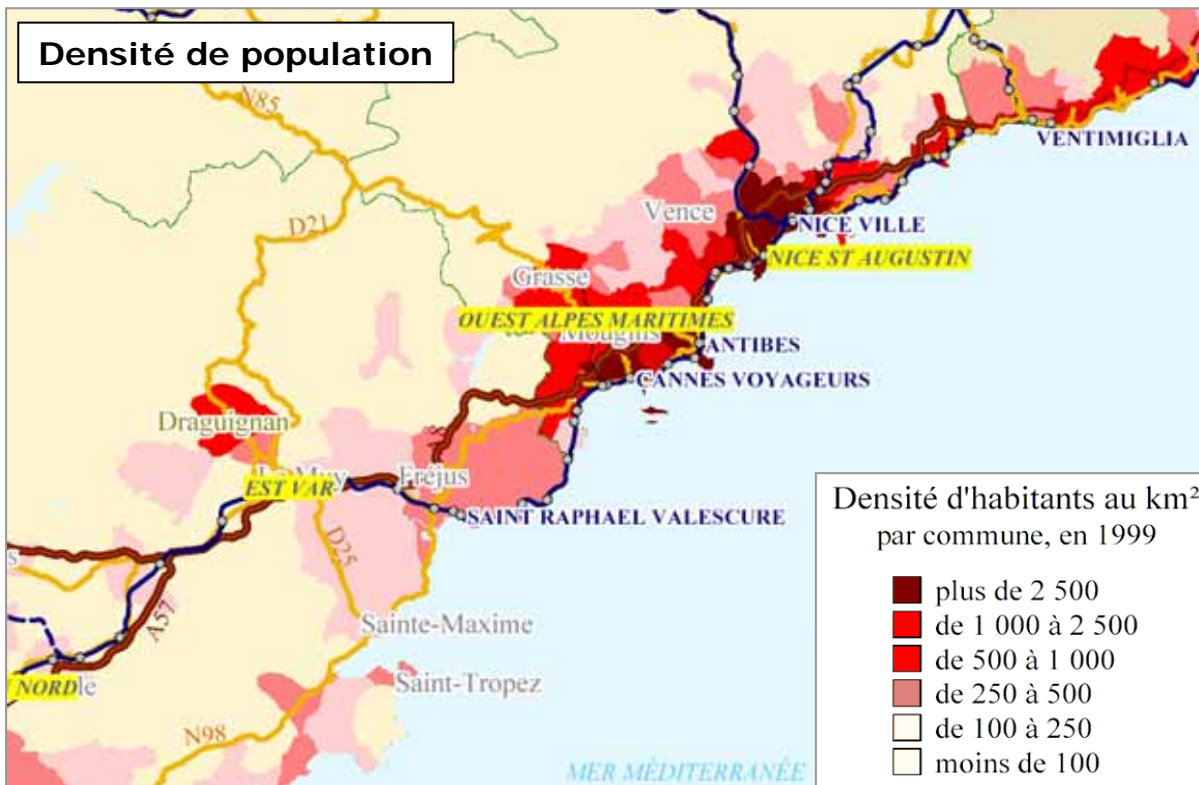 Densité de population
N85
D21
VENTIMIGLIA
Vence
NICE VILLE
NICE ST AUGUSTIN
Grasse
OUEST ALPES MARITIMES
Mougins
ANTIBES
CANNES VOYAGEURS
Draguignan
Le Muy
Fréjus
EST VAR
SAINT RAPHAEL VALESCURE
D25
A57
Sainte-Maxime
NORD
Saint-Tropez
N98
MER MÉDITERRANÉE
Densité d'habitants au km²
par commune, en 1999
plus de 2 500
de 1 000 à 2 500
de 500 à 1 000
de 250 à 500
de 100 à 250
moins de 100